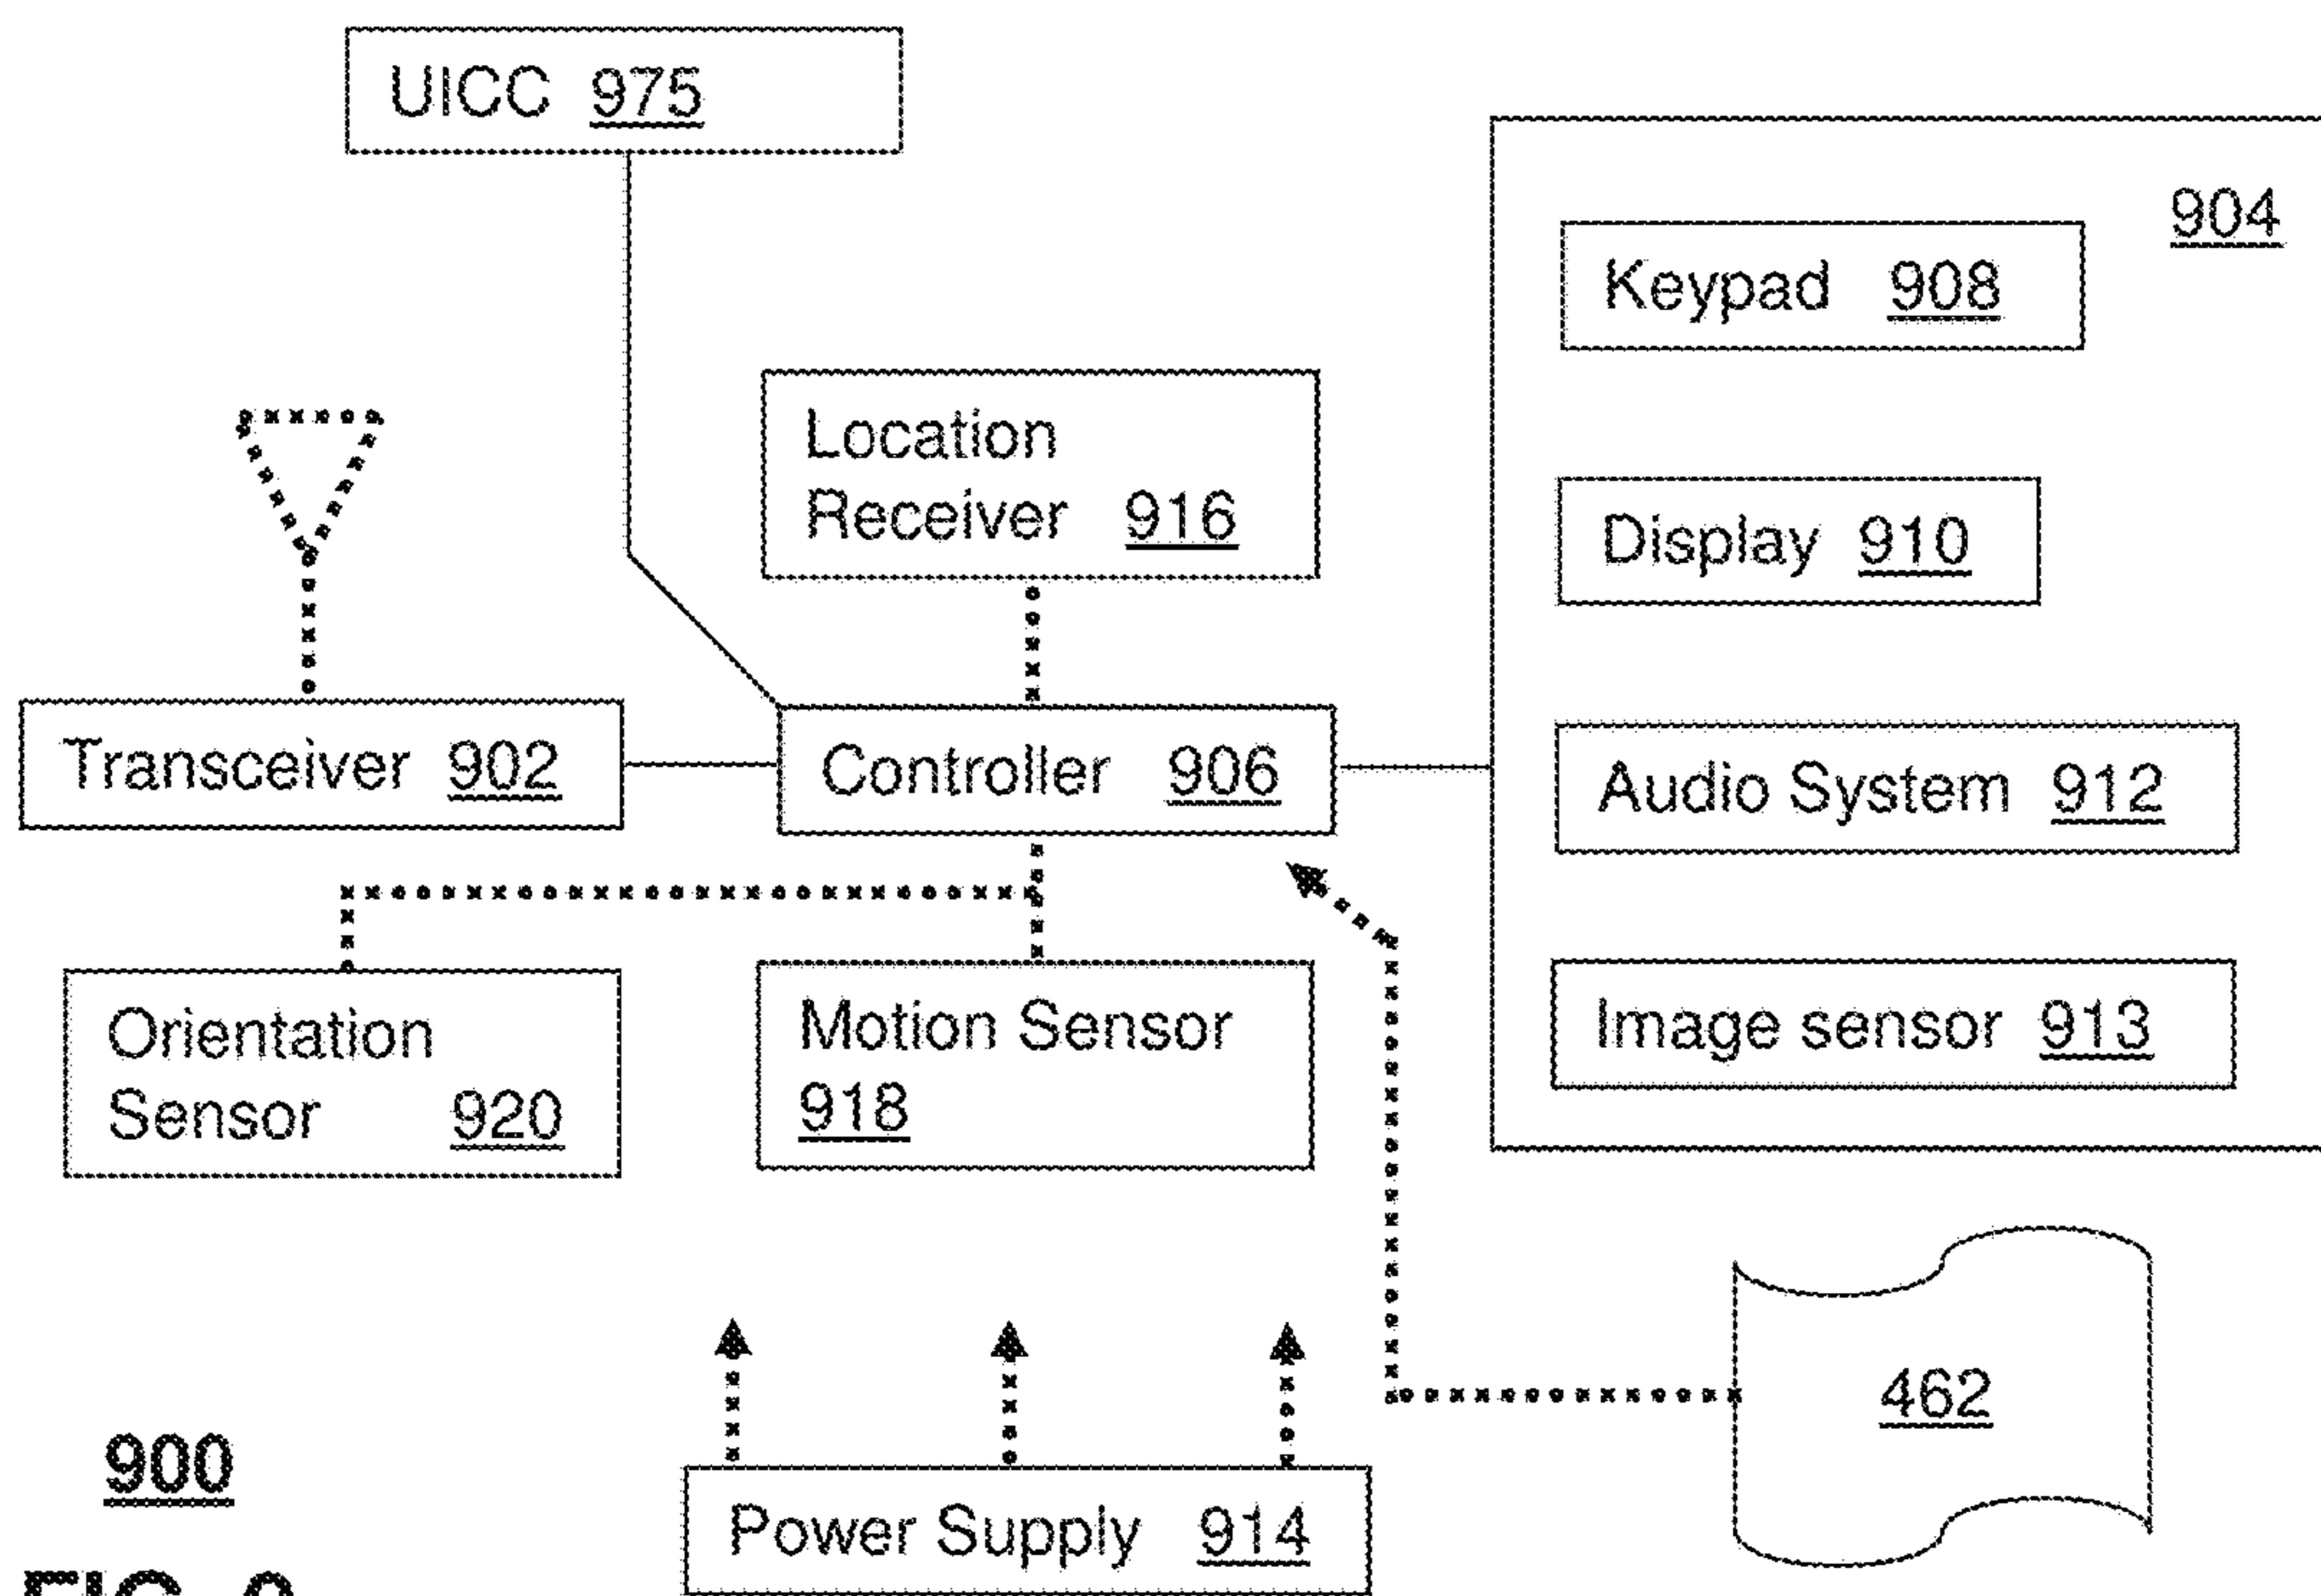 UICC 975
904
Keypad 908
Location
Receiver 916
Display 910
Transceiver 902
Controller 906
Audio System 912
Orientation
Sensor 920
Motion Sensor
918
Image sensor 913
462
900
Power Supply 914